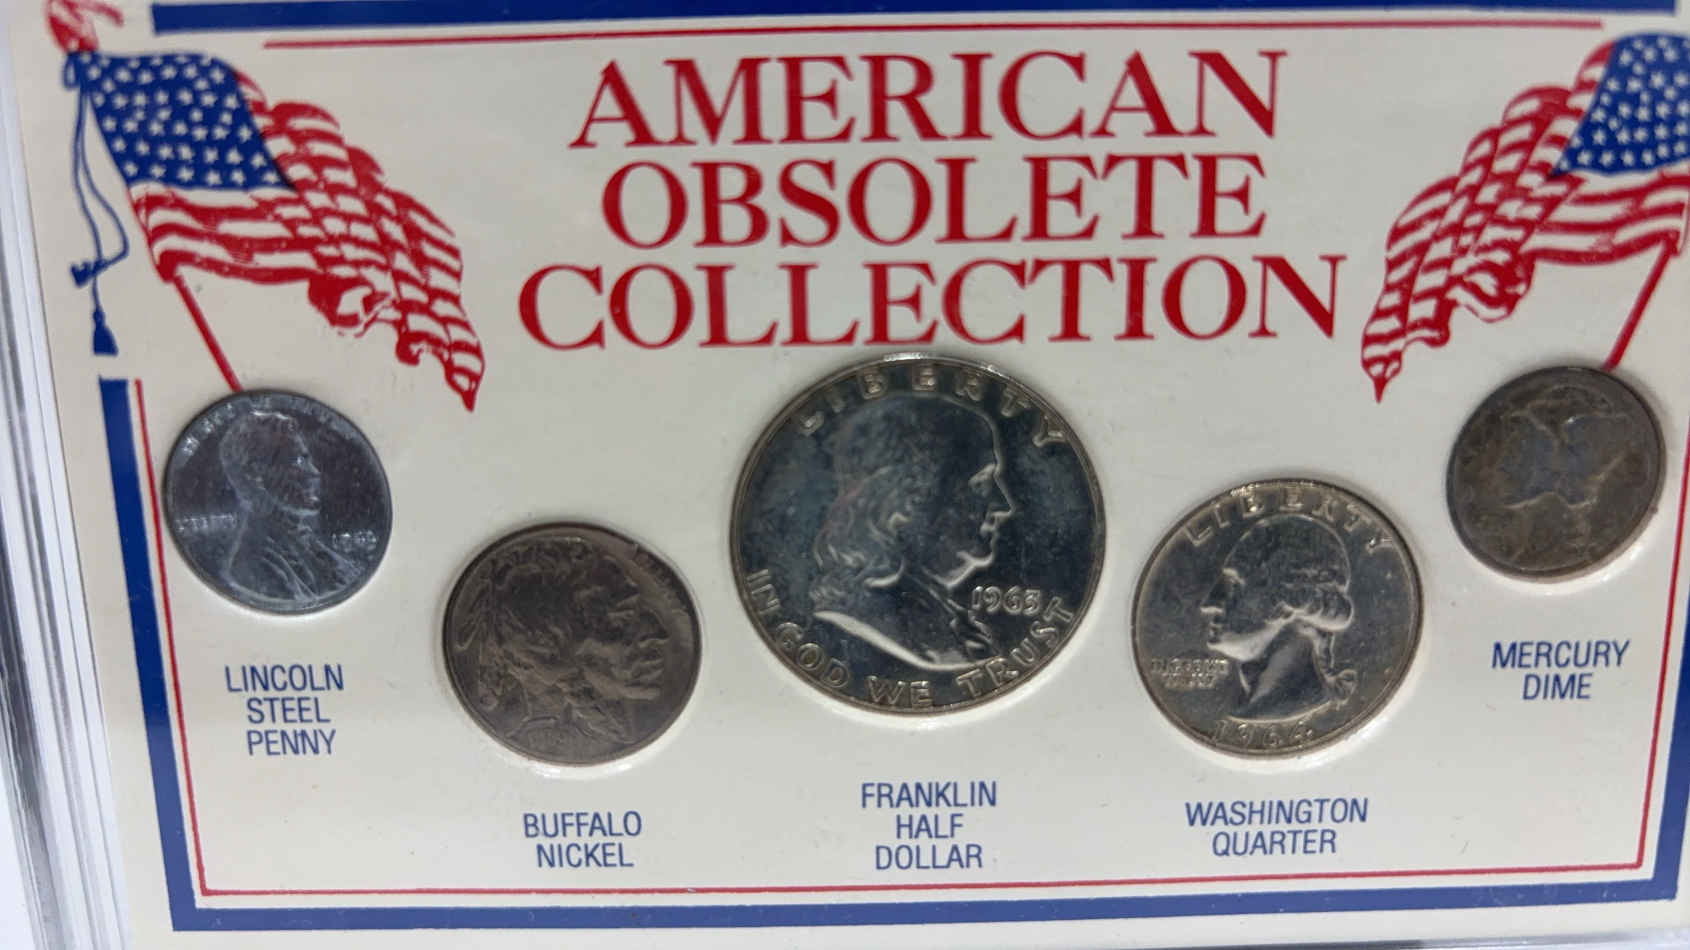 AMERICAN
OBSOLETE
COLLECTION
LIBERTY
IN GOD WE TRUST
1963
LIBERTY
1964
LINCOLN
STEEL
PENNY
BUFFALO
NICKEL
FRANKLIN
HALF
DOLLAR
WASHINGTON
QUARTER
MERCURY
DIME